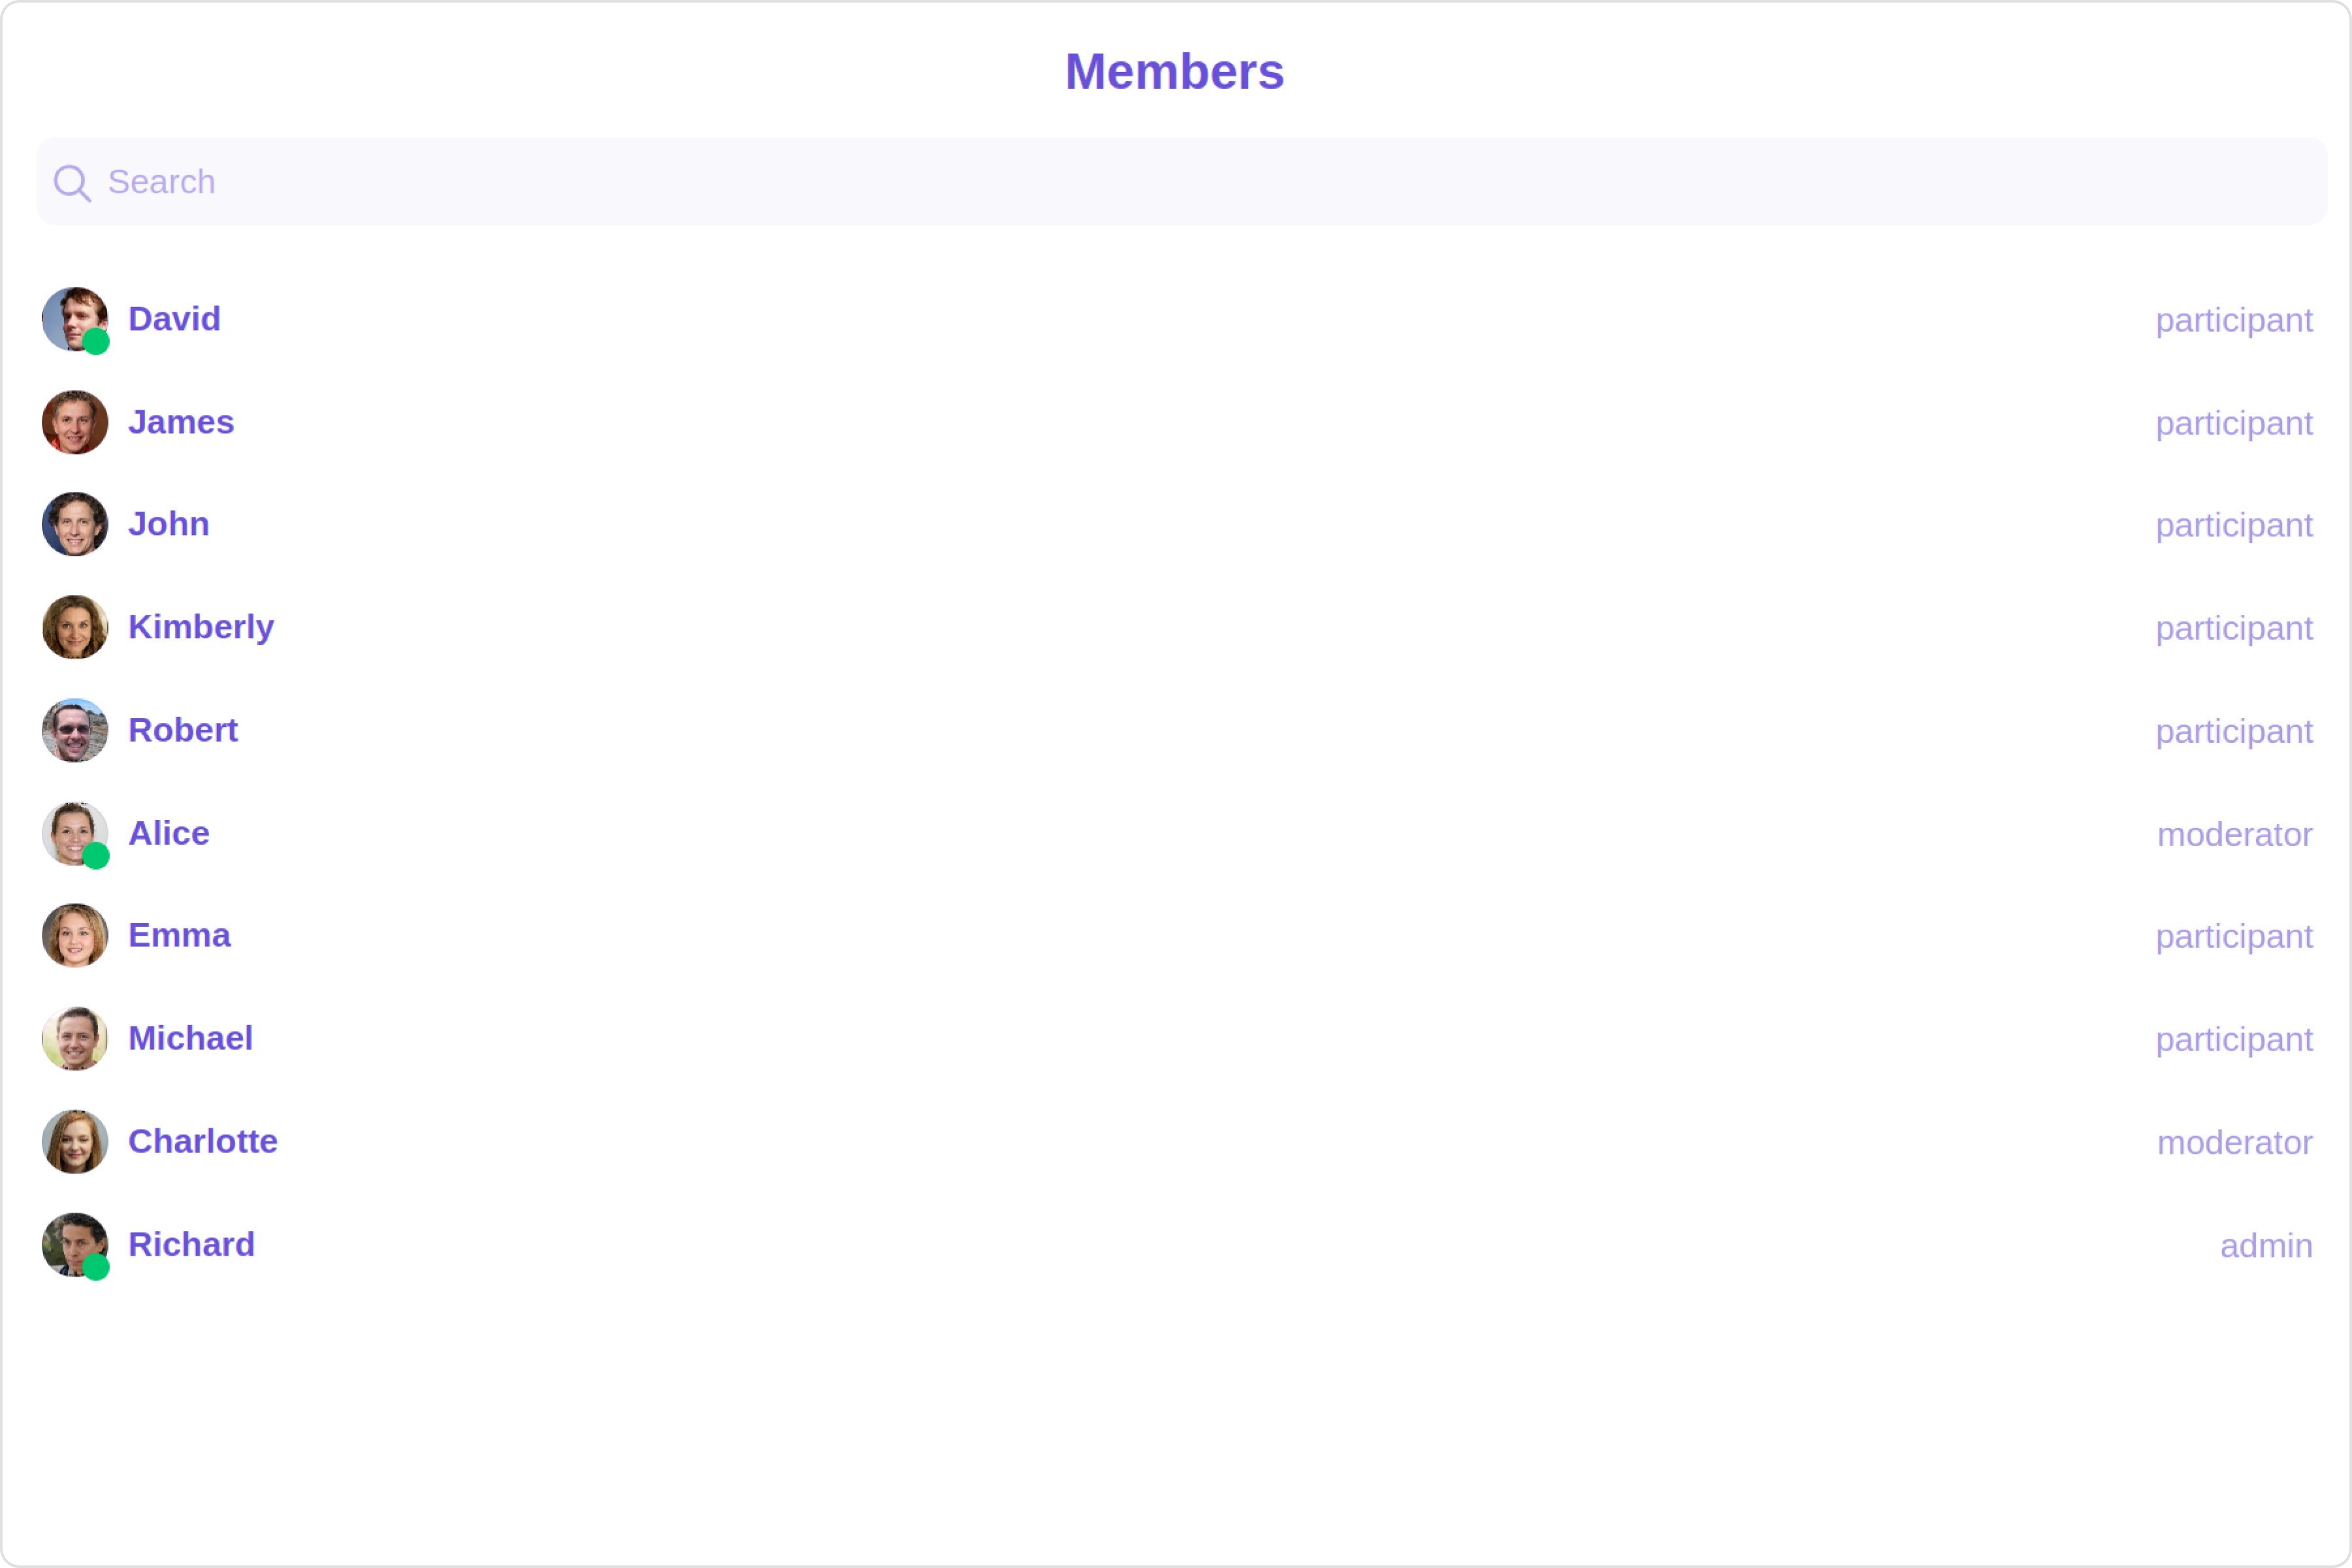 Members
Search
David participant
James participant
John participant
Kimberly participant
Robert participant
Alice moderator
Emma participant
Michael participant
Charlotte moderator
Richard admin